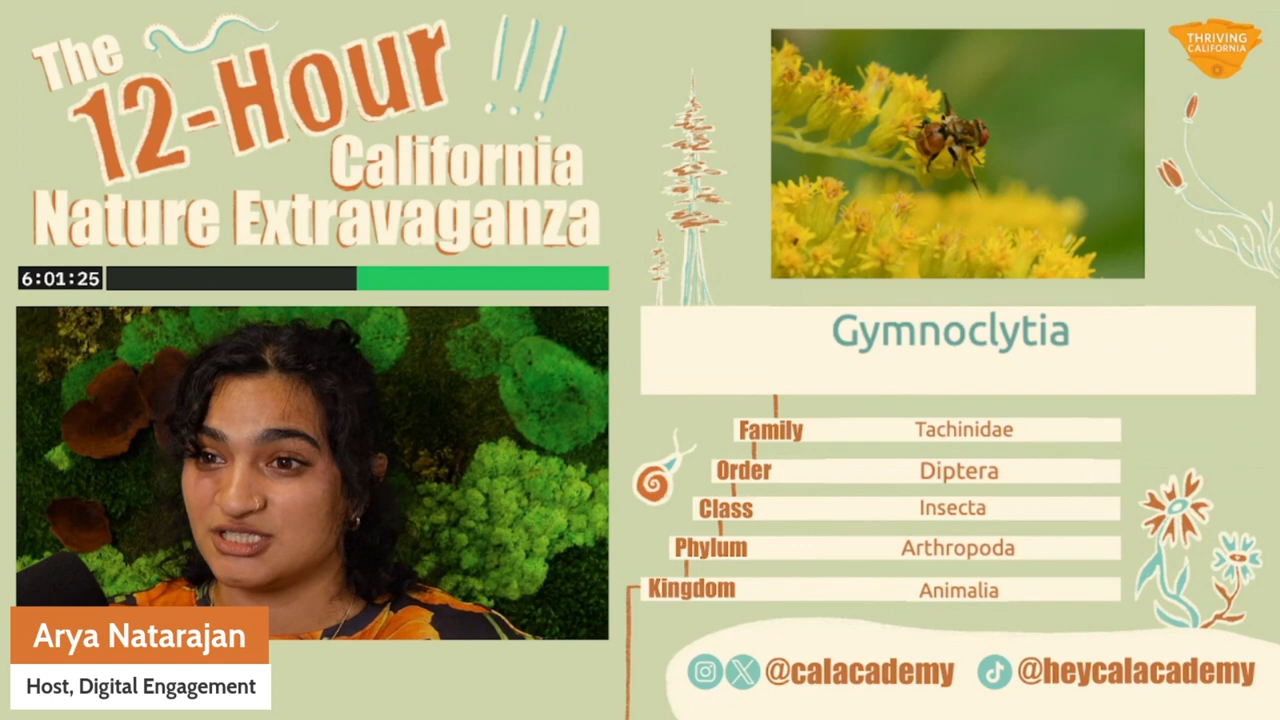 The
12-Hour!!!
California
Nature Extravaganza
6:01:25
Arya Natarajan
Host, Digital Engagement
THRIVING
CALIFORNIA
Gymnoclytia
Family Tachinidae
Order Diptera
Class Insecta
Phylum Arthropoda
Kingdom Animalia
@calacademy @heycalacademy